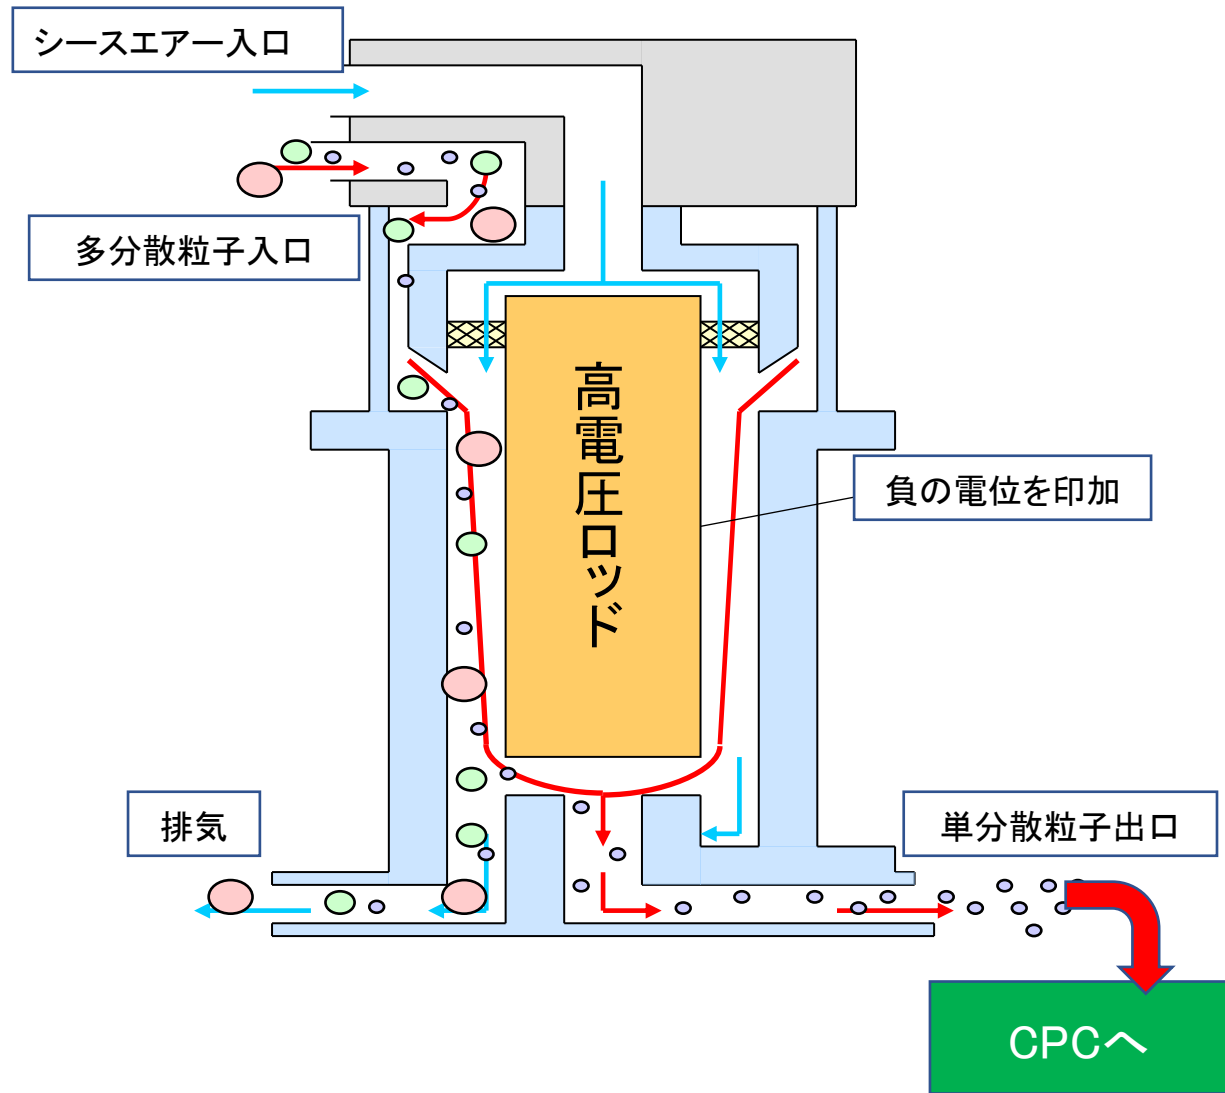 シースエアー入口
多分散粒子入口
高電圧ロッド
負の電位を印加
排気
単分散粒子出口
CPCへ